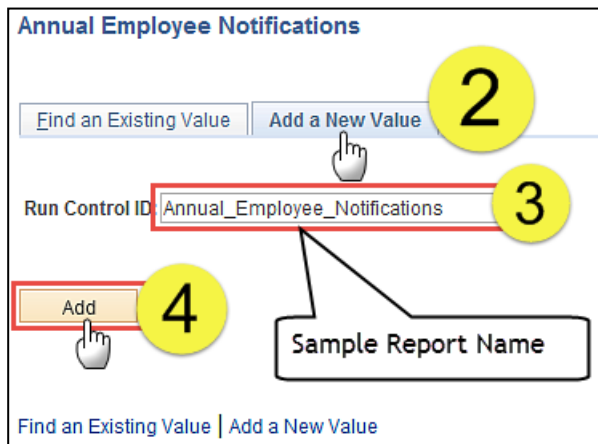 Annual Employee Notifications
Find an Existing Value
Add a New Value
2
Run Control ID:
Annual_Employee_Notifications
3
Add
4
Sample Report Name
Find an Existing Value | Add a New Value